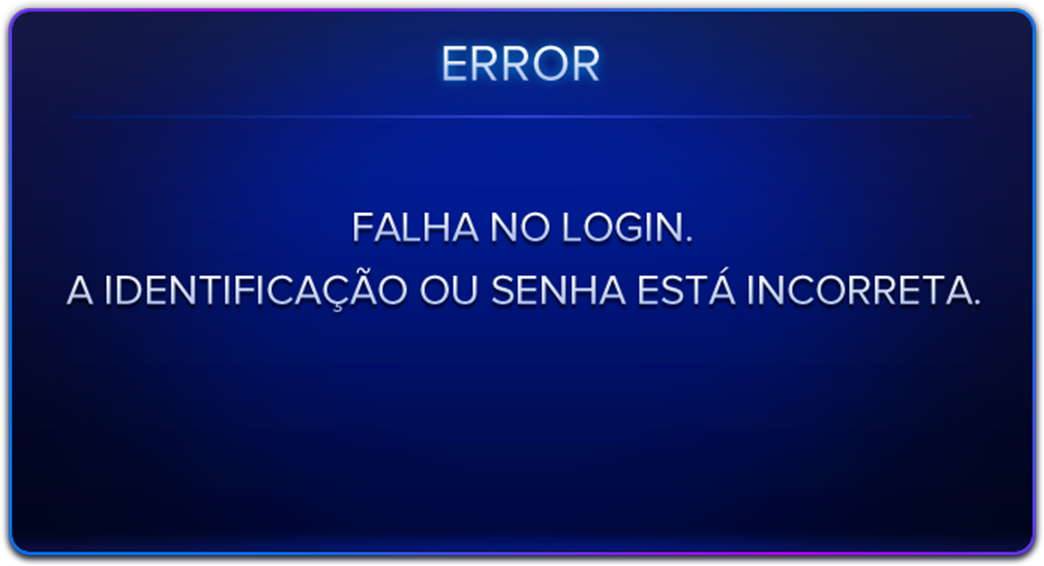 ERROR
FALHA NO LOGIN.
A IDENTIFICAÇÃO OU SENHA ESTÁ INCORRETA.